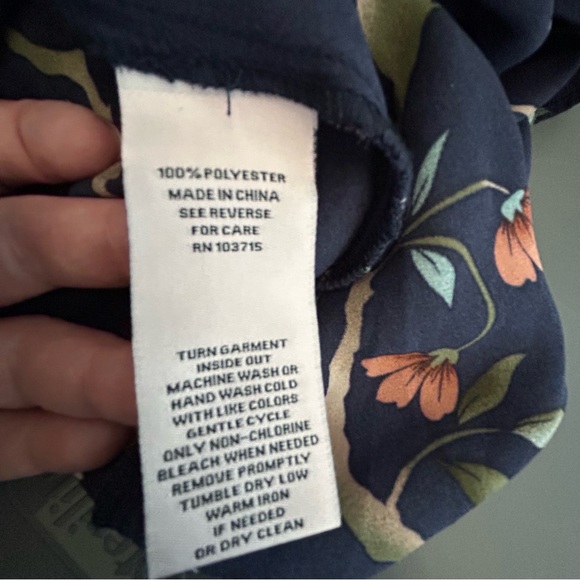 100% POLYESTER
MADE IN CHINA
SEE REVERSE
FOR CARE
RN 103715
TURN GARMENT
INSIDE OUT
MACHINE WASH OR
HAND WASH COLD
WITH LIKE COLORS
GENTLE CYCLE
ONLY NON-CHLORINE
BLEACH WHEN NEEDED
REMOVE PROMPTLY
TUMBLE DRY LOW
WARM IRON
IF NEEDED
OR DRY CLEAN